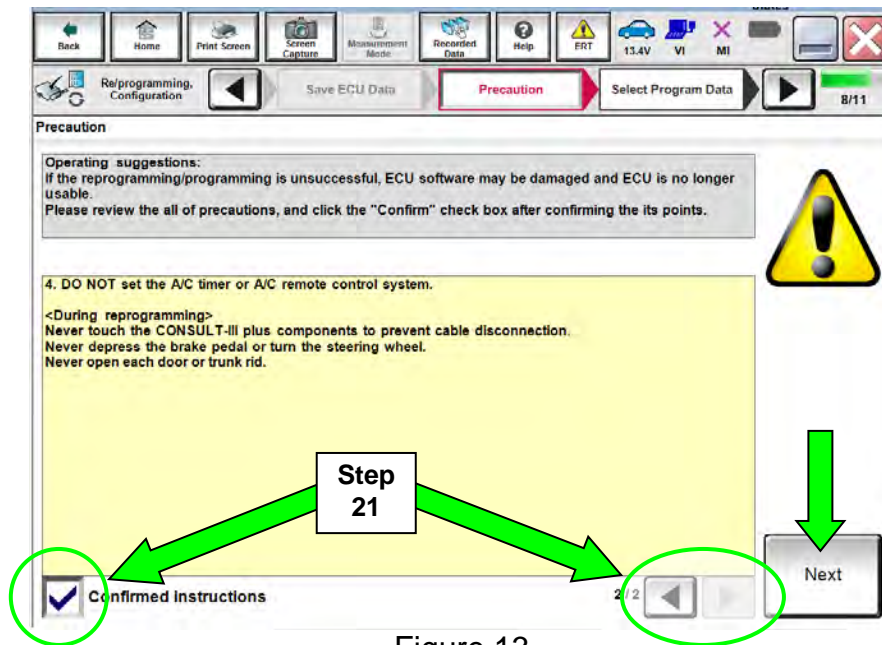 Back
Home
Print Screen
Screen
Capture
Measurement
Mode
Recorded
Data
Help
ERT
13.4V
VI
MI
Re/programming,
Configuration
Save ECU Data
Precaution
Select Program Data
8/11
Precaution
Operating suggestions:
If the reprogramming/programming is unsuccessful, ECU software may be damaged and ECU is no longer
usable.
Please review the all of precautions, and click the "Confirm" check box after confirming the its points.
4. DO NOT set the A/C timer or A/C remote control system.
<During reprogramming>
Never touch the CONSULT-III plus components to prevent cable disconnection.
Never depress the brake pedal or turn the steering wheel.
Never open each door or trunk rid.
Step
21
Next
Confirmed instructions
2/2